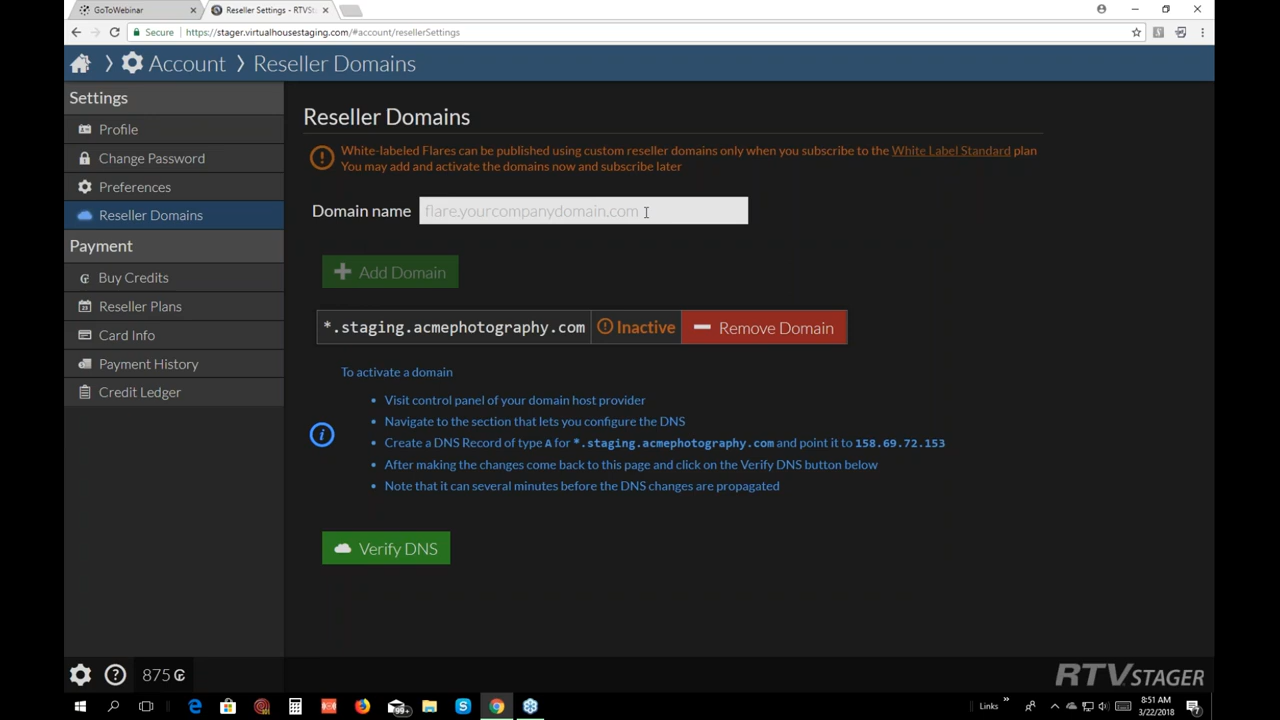 GoToWebinar
Reseller Settings - RTVSt
Secure
https://stager.virtualhousestaging.com/#account/resellerSettings
Account
Reseller Domains
Settings
Profile
Change Password
Preferences
Reseller Domains
Payment
Buy Credits
Reseller Plans
Card Info
Payment History
Credit Ledger
Reseller Domains
White-labeled Flares can be published using custom reseller domains only when you subscribe to the White Label Standard plan
You may add and activate the domains now and subscribe later
Domain name flare.yourcompanydomain.com
Add Domain
*.staging.acmephotography.com Inactive Remove Domain
To activate a domain
Visit control panel of your domain host provider
Navigate to the section that lets you configure the DNS
Create a DNS Record of type A for *.staging.acmephotography.com and point it to 158.69.72.153
After making the changes come back to this page and click on the Verify DNS button below
Note that it can several minutes before the DNS changes are propagated
Verify DNS
875
RTVSTAGER
99+
Links
8:51 AM
3/22/2018